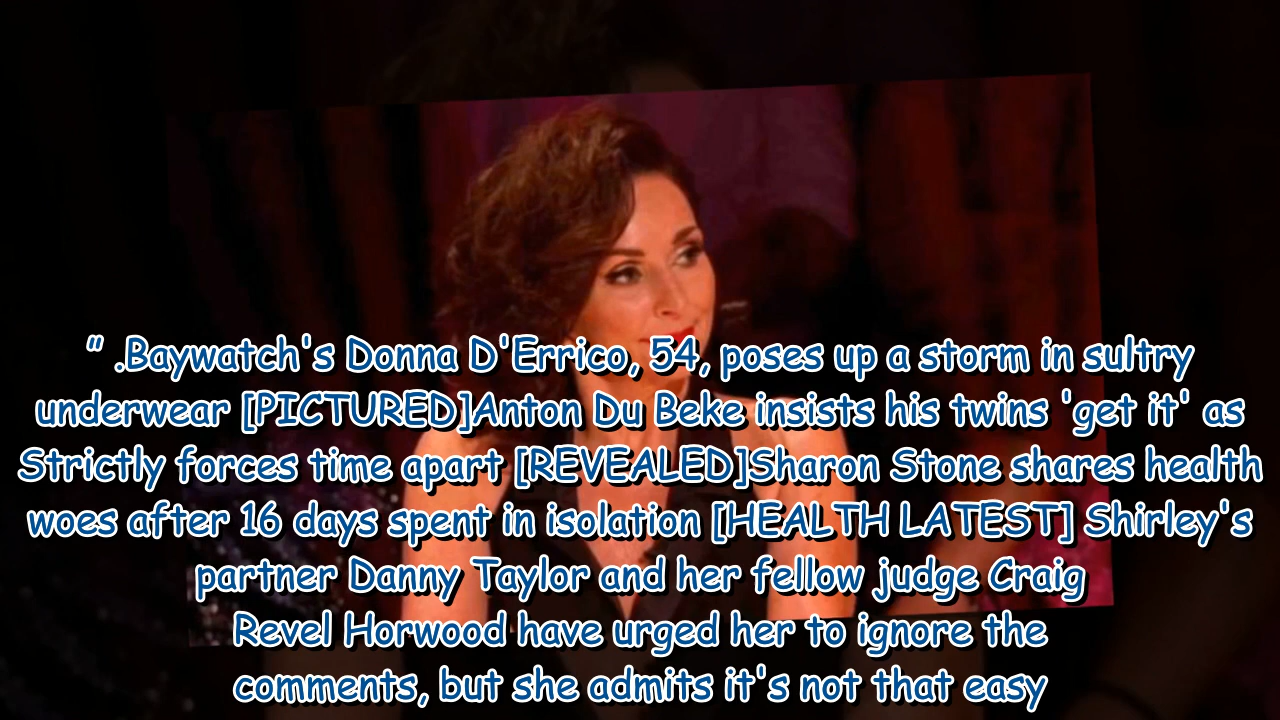 ” .Baywatch's Donna D'Errico, 54, poses up a storm in sultry
underwear [PICTURED]Anton Du Beke insists his twins 'get it' as
Strictly forces time apart [REVEALED]Sharon Stone shares health
woes after 16 days spent in isolation [HEALTH LATEST] Shirley's
partner Danny Taylor and her fellow judge Craig
Revel Horwood have urged her to ignore the
comments, but she admits it's not that easy